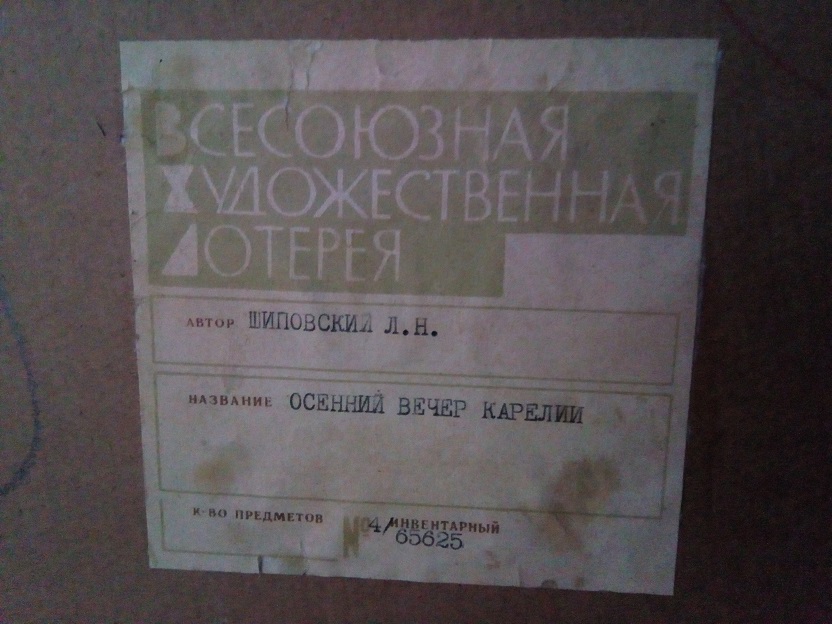 ВСЕСОЮЗНАЯ
ХУДОЖЕСТВЕННАЯ
ЛОТЕРЕЯ
АВТОР ШИПОВСКИЙ Л.Н.
НАЗВАНИЕ ОСЕННИЙ ВЕЧЕР КАРЕЛИИ
К-ВО ПРЕДМЕТОВ № 4/ИНВЕНТАРНЫЙ
65625